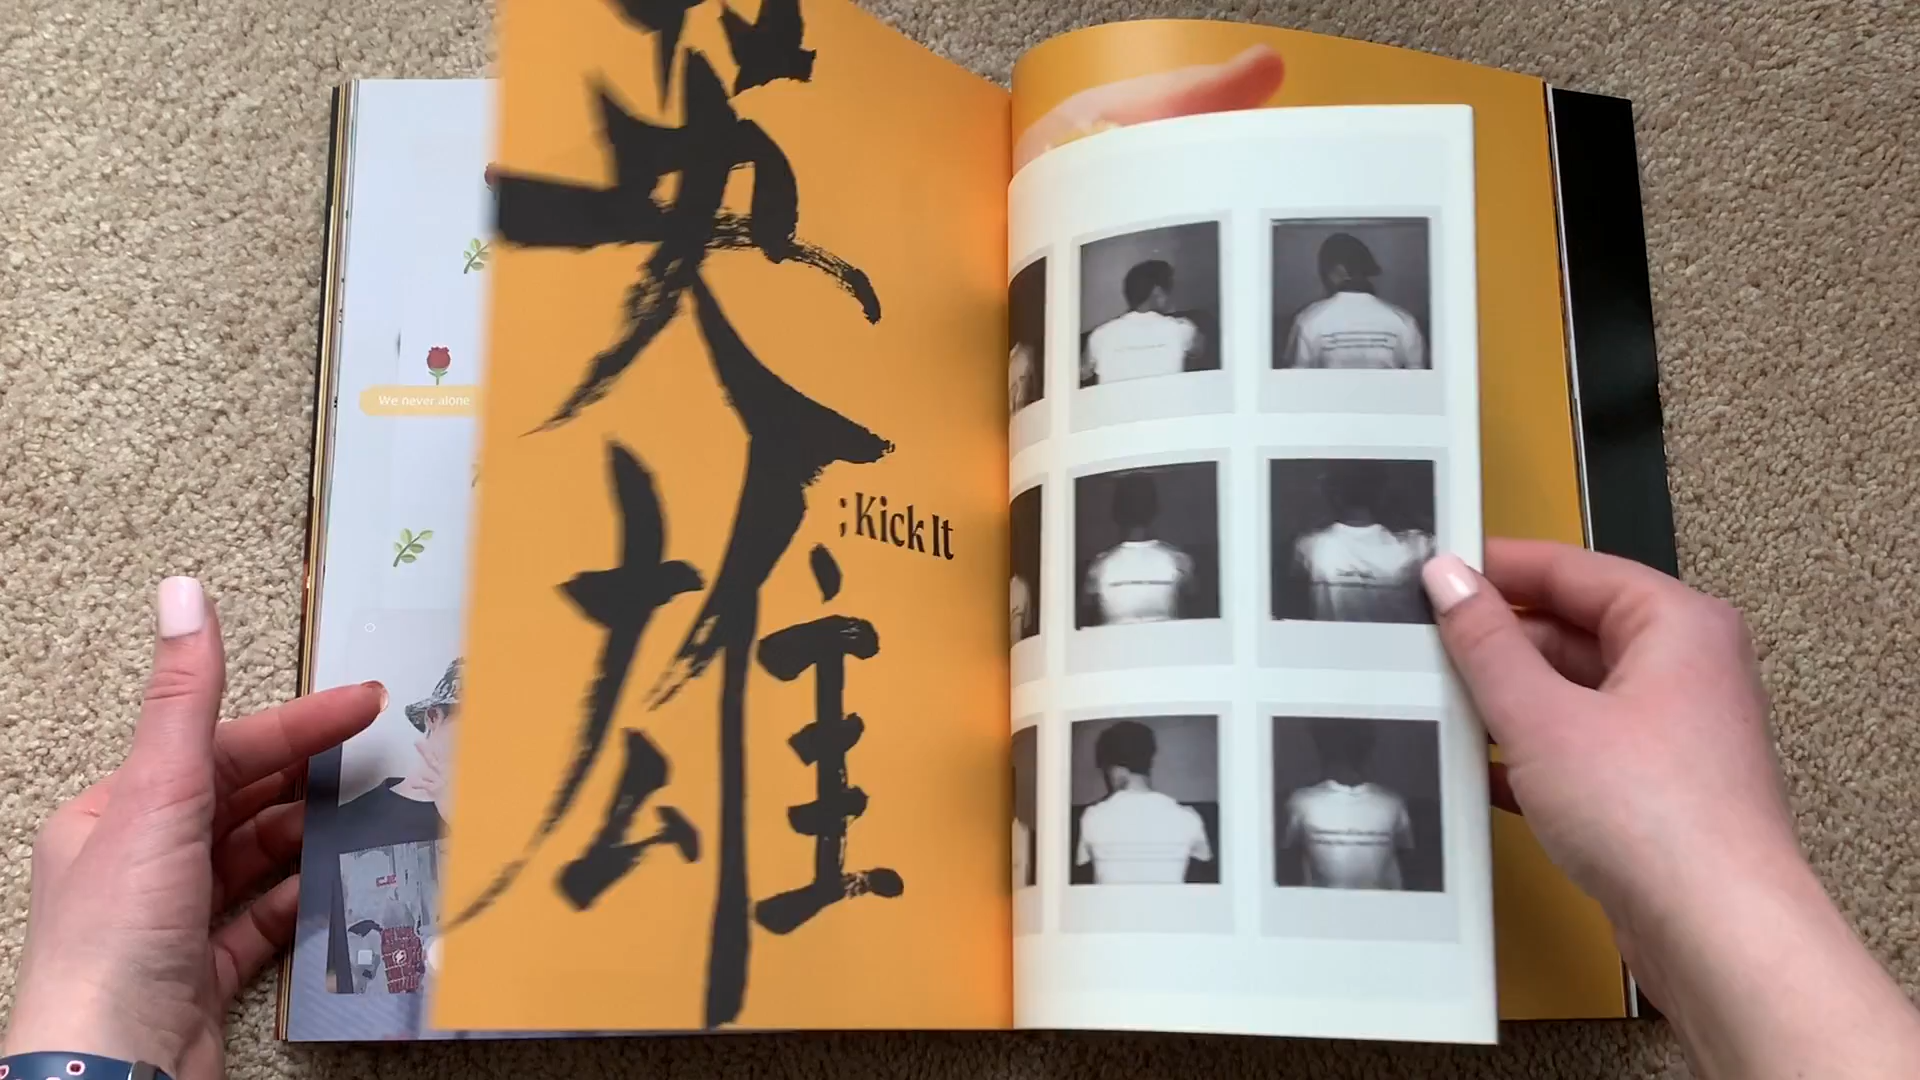 英
雄
; Kick It
We never alone